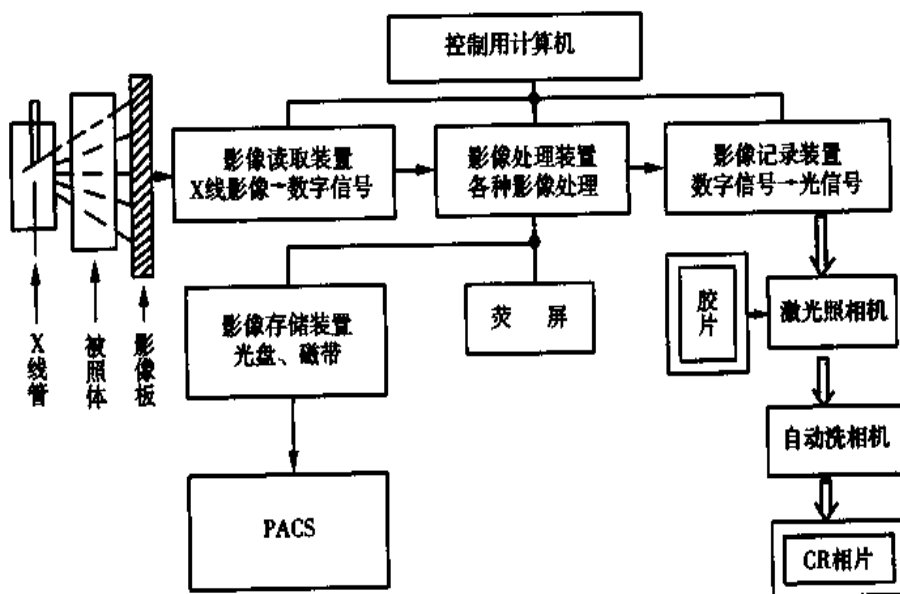 控制用计算机
影像读取装置
X线影像→数字信号
影像处理装置
各种影像处理
影像记录装置
数字信号→光信号
影像存储装置
光盘、磁带
荧 屏
胶片
激光照相机
X线管
被照体
影像板
自动洗相机
PACS
CR相片